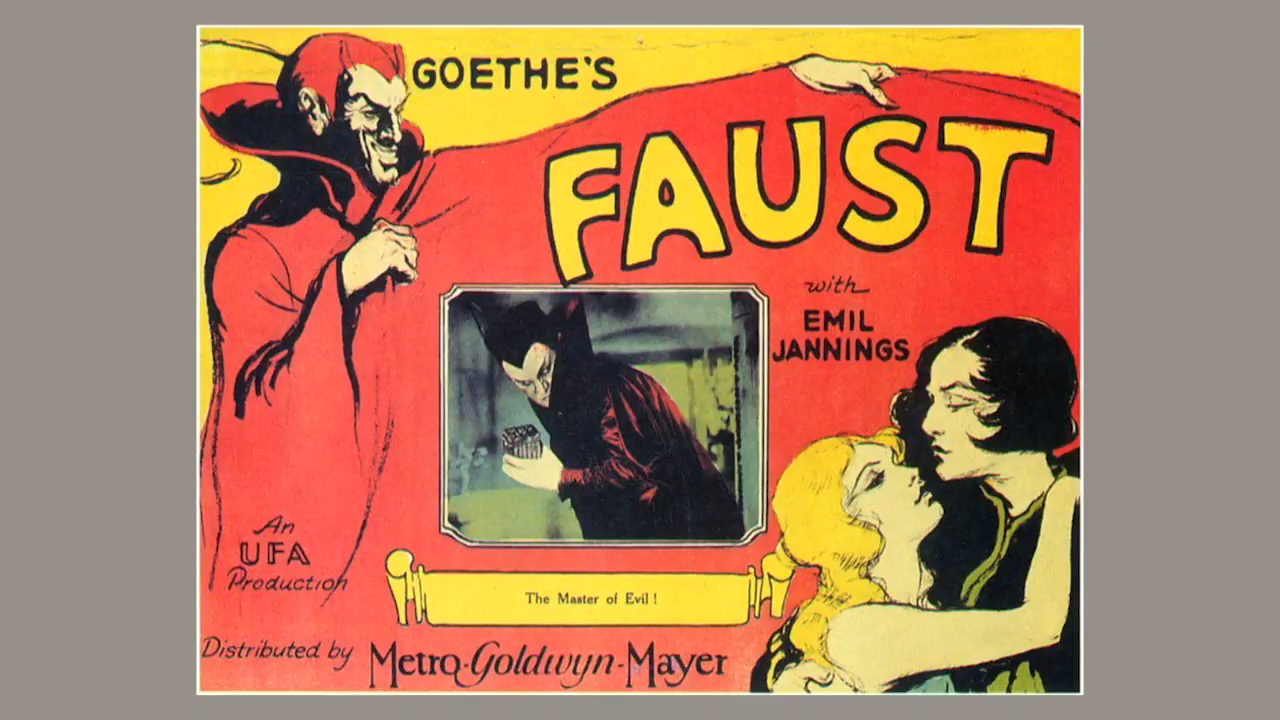 GOETHE'S
FAUST
with
EMIL
JANNINGS
An
UFA
Production
The Master of Evil !
Distributed by Metro-Goldwyn-Mayer